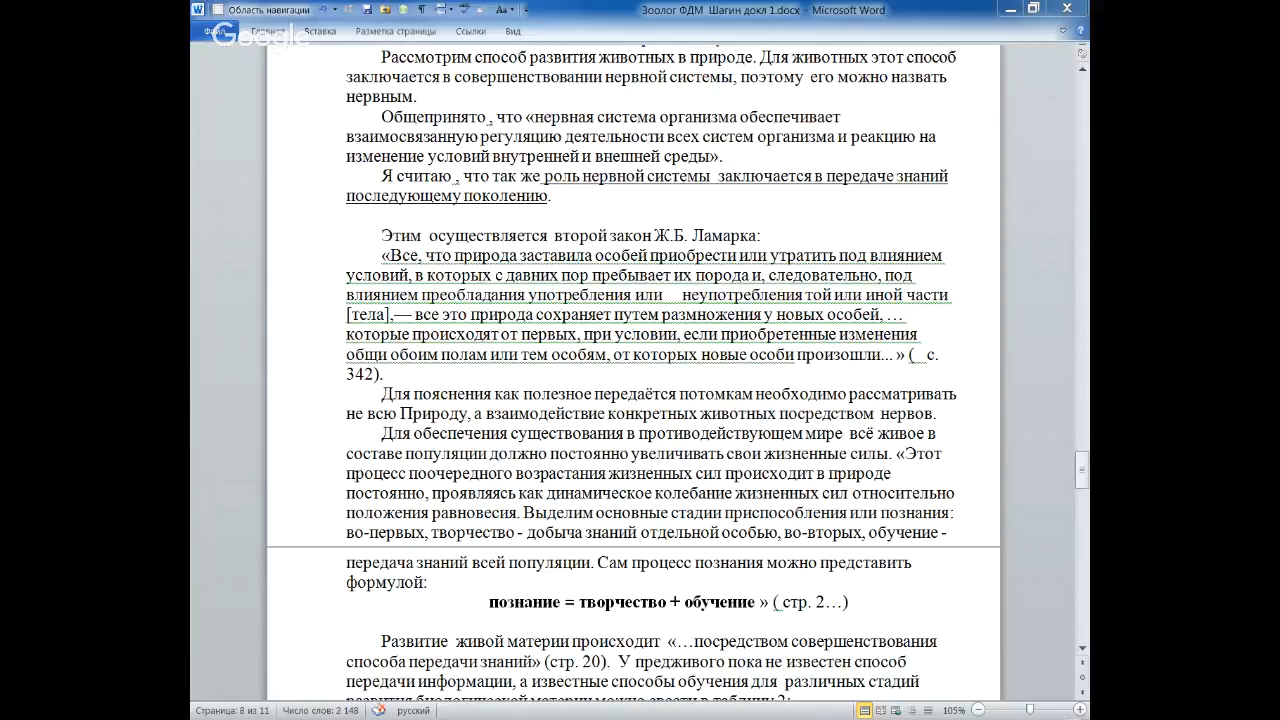 Область навигации
Зоолог ФДМ Шагин докл 1.docx - Microsoft Word
Файл Главная Вставка Разметка страницы Ссылки Вид
Google
Рассмотрим способ развития животных в природе. Для животных этот способ
заключается в совершенствовании нервной системы, поэтому его можно назвать
нервным.
Общепринято , что «нервная система организма обеспечивает
взаимосвязанную регуляцию деятельности всех систем организма и реакцию на
изменение условий внутренней и внешней среды».
Я считаю , что так же роль нервной системы заключается в передаче знаний
последующему поколению.
Этим осуществляется второй закон Ж.Б. Ламарка:
«Все, что природа заставила особей приобрести или утратить под влиянием
условий, в которых с давних пор пребывает их порода и, следовательно, под
влиянием преобладания употребления или неупотребления той или иной части
[тела],— все это природа сохраняет путем размножения у новых особей, …
которые происходят от первых, при условии, если приобретенные изменения
общи обоим полам или тем особям, от которых новые особи произошли... » ( с.
342).
Для пояснения как полезное передаётся потомкам необходимо рассматривать
не всю Природу, а взаимодействие конкретных животных посредством нервов.
Для обеспечения существования в противодействующем мире всё живое в
составе популяции должно постоянно увеличивать свои жизненные силы. «Этот
процесс поочередного возрастания жизненных сил происходит в природе
постоянно, проявляясь как динамическое колебание жизненных сил относительно
положения равновесия. Выделим основные стадии приспособления или познания:
во-первых, творчество - добыча знаний отдельной особью, во-вторых, обучение -
передача знаний всей популяции. Сам процесс познания можно представить
формулой:
познание = творчество + обучение » ( стр. 2…)
Развитие живой материи происходит «…посредством совершенствования
способа передачи знаний» (стр. 20). У предживого пока не известен способ
передачи информации, а известные способы обучения для различных стадий
развития биологической материи можно свести в таблицу 2:
Страница: 8 из 11 Число слов: 2 148 русский 105%